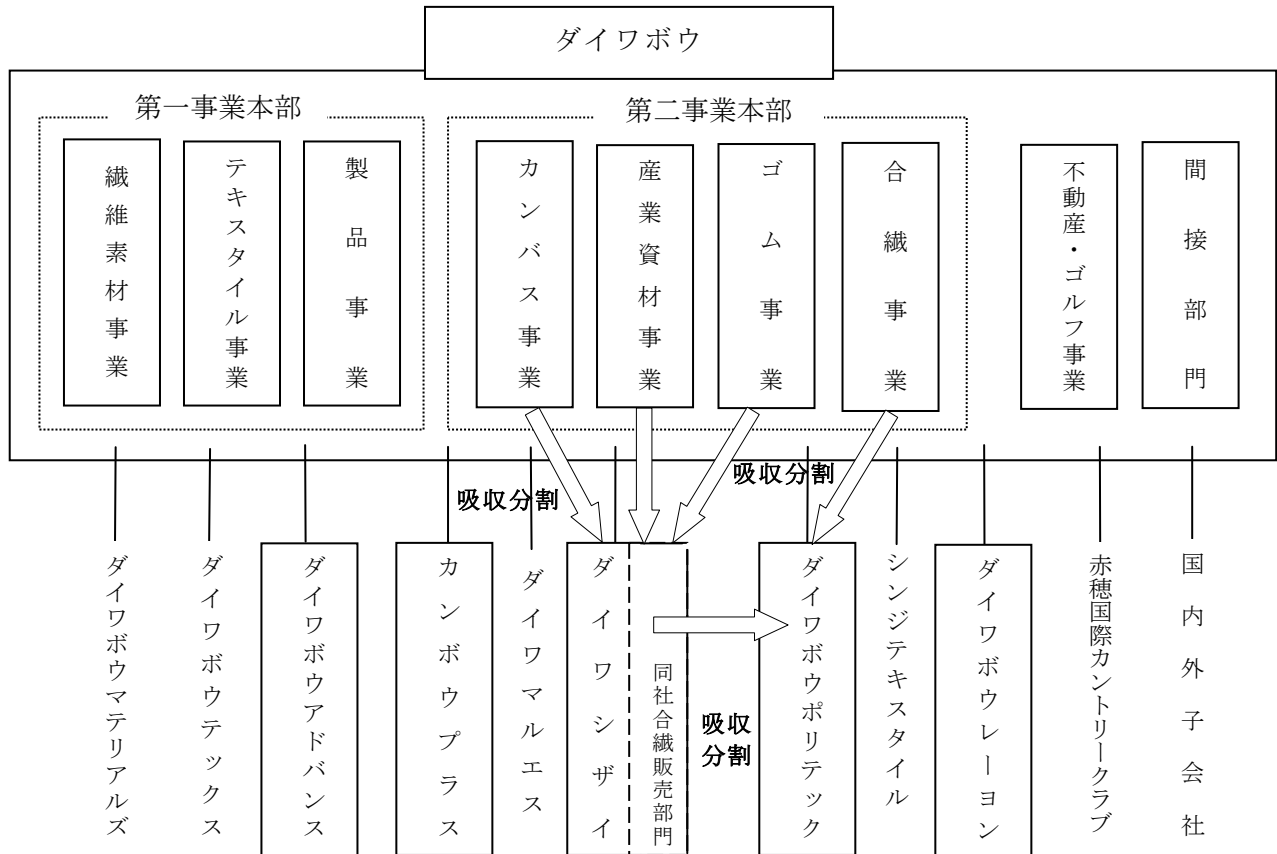 ダイワボウ
第一事業本部
第二事業本部
繊維素材事業
テキスタイル事業
製品事業
カンバス事業
産業資材事業
ゴム事業
合繊事業
不動産・ゴルフ事業
間接部門
吸収分割
吸収分割
ダイワボウマテリアルズ
ダイワボウテックス
ダイワボウアドバンス
カンボウプラス
ダイワマルエス
ダイワシザイ
同社合繊販売部門
吸収
分割
ダイワボウポリテック
シンジテキスタイル
ダイワボウレーヨン
赤穂国際カントリークラブ
国内外子会社